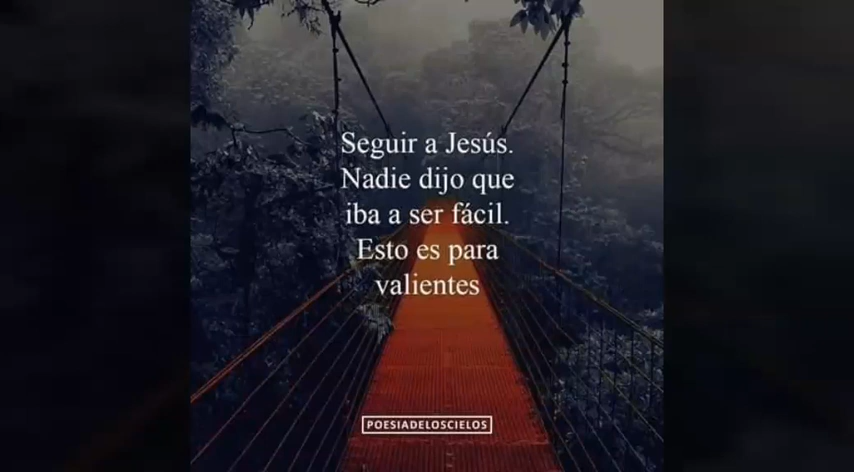 Seguir a Jesús.
Nadie dijo que
iba a ser fácil.
Esto es para
valientes
POESIADELOSCIELOS